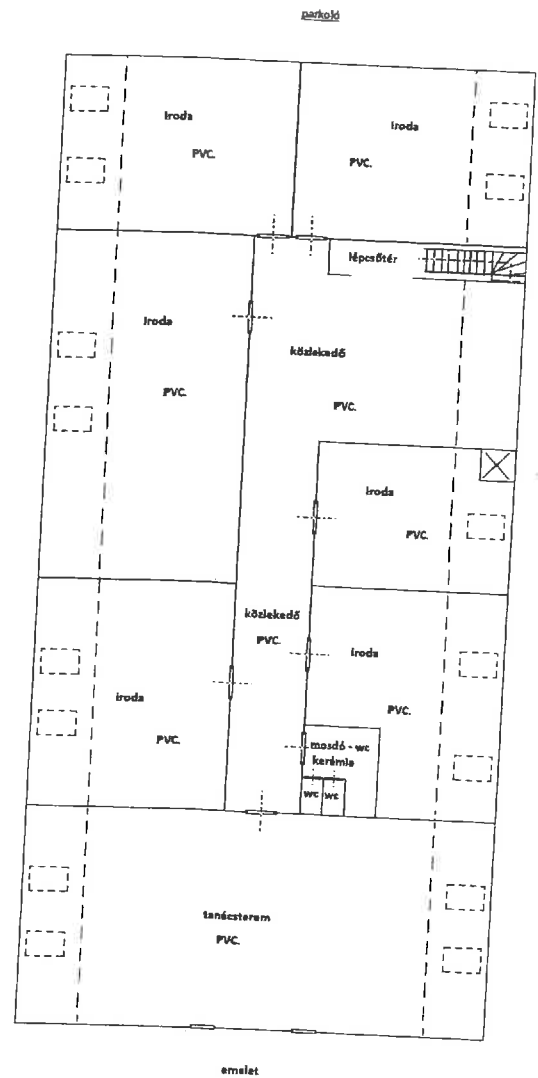 parkoló
iroda
PVC.
iroda
PVC.
lépcsőtér
iroda
PVC.
közlekedő
PVC.
iroda
PVC.
közlekedő
PVC.
iroda
PVC.
iroda
PVC.
mosdó - wc
kerámia
wc wc
tanácsterem
PVC.
emelet